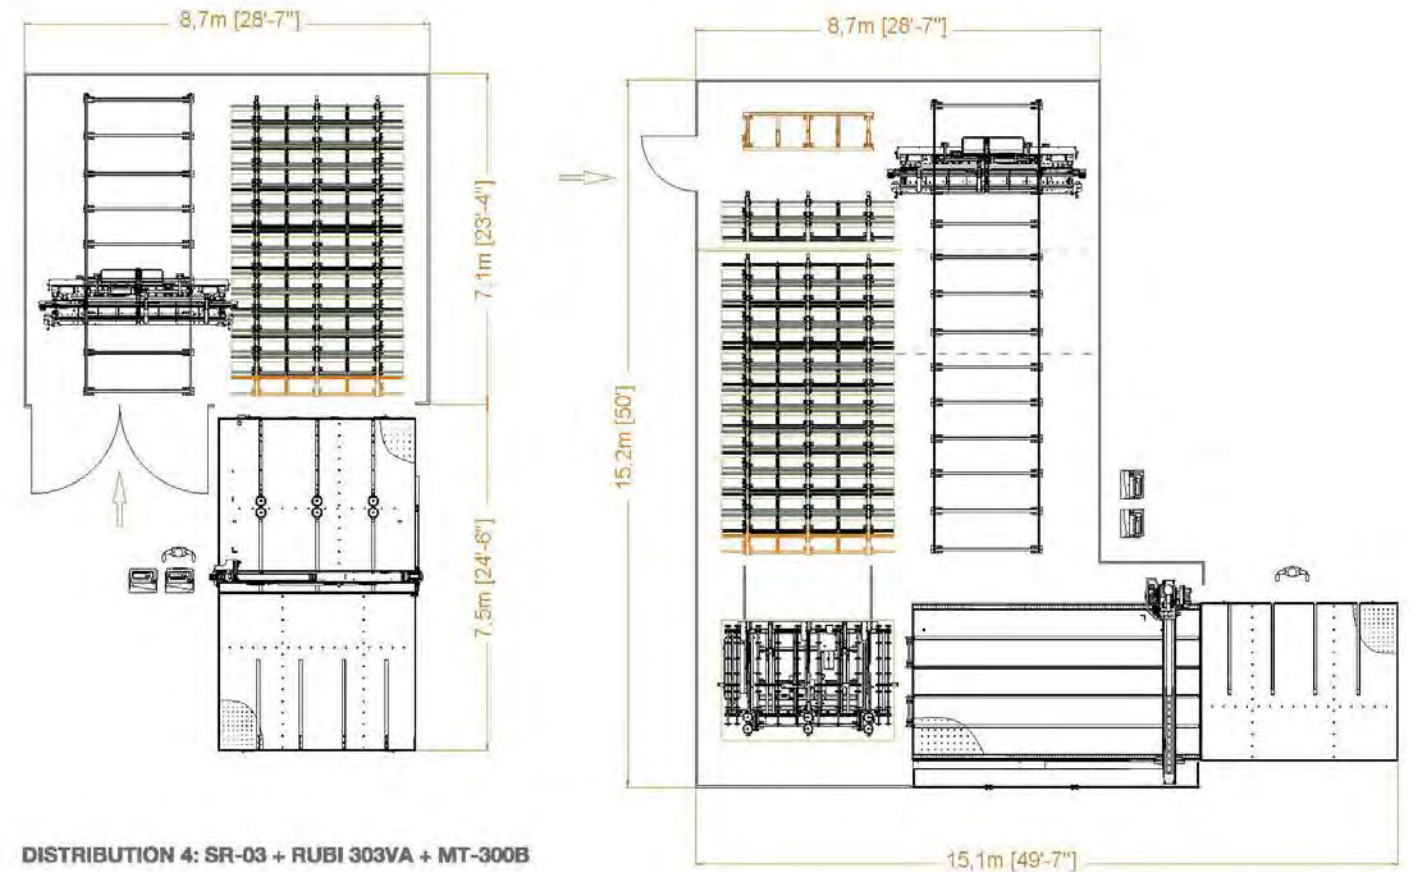 8,7m [28'-7"]
8,7m [28'-7"]
7,1m [23'-4"]
15,2m [50']
7,5m [24'-6"]
DISTRIBUTION 4: SR-03 + RUBI 303VA + MT-300B
15,1m [49'-7"]